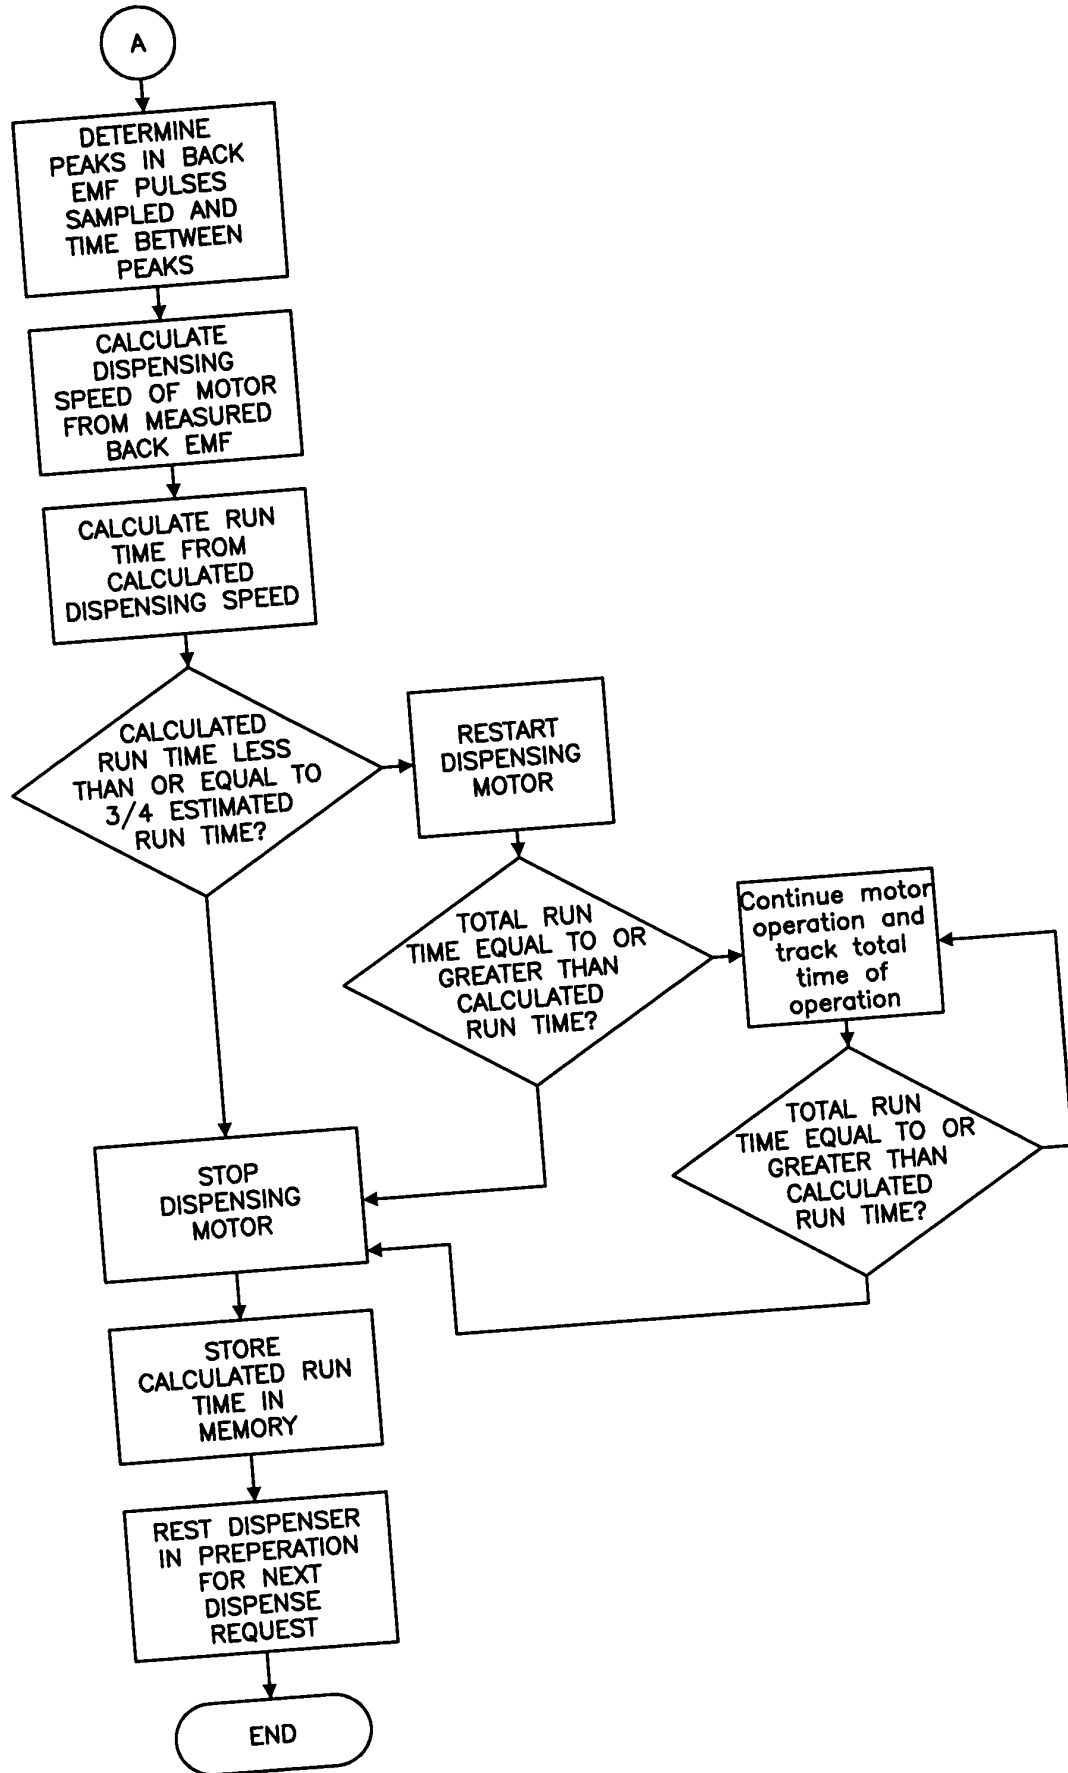 A
DETERMINE
PEAKS IN BACK
EMF PULSES
SAMPLED AND
TIME BETWEEN
PEAKS
CALCULATE
DISPENSING
SPEED OF MOTOR
FROM MEASURED
BACK EMF
CALCULATE RUN
TIME FROM
CALCULATED
DISPENSING SPEED
CALCULATED
RUN TIME LESS
THAN OR EQUAL TO
3/4 ESTIMATED
RUN TIME?
RESTART
DISPENSING
MOTOR
TOTAL RUN
TIME EQUAL TO OR
GREATER THAN
CALCULATED
RUN TIME?
Continue motor
operation and
track total
time of
operation
TOTAL RUN
TIME EQUAL TO OR
GREATER THAN
CALCULATED
RUN TIME?
STOP
DISPENSING
MOTOR
STORE
CALCULATED RUN
TIME IN
MEMORY
REST DISPENSER
IN PREPERATION
FOR NEXT
DISPENSE
REQUEST
END